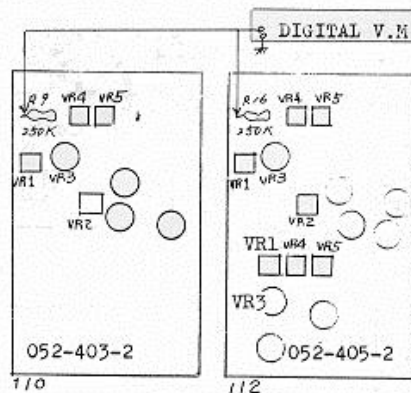 DIGITAL V.M
R9 VR4 VR5
250K
VR1 VR3
VR2
052-403-2
110
R16 VR4 VR5
250K
VR1 VR3
VR2
VR1 VR4 VR5
VR3
052-405-2
112